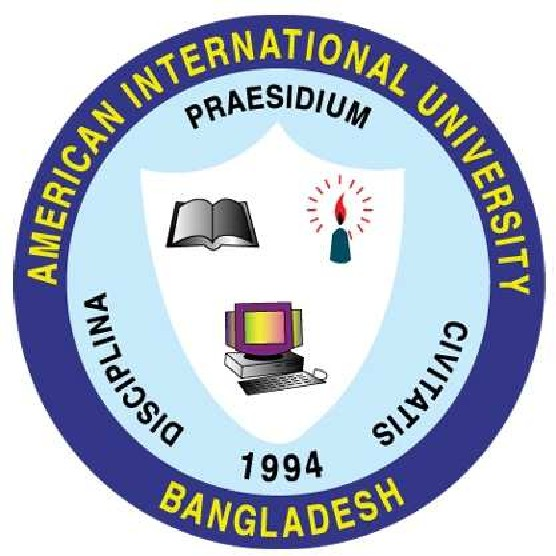 AMERICAN INTERNATIONAL UNIVERSITY
PRAESIDIUM
DISCIPLINA
CIVITATIS
1994
BANGLADESH